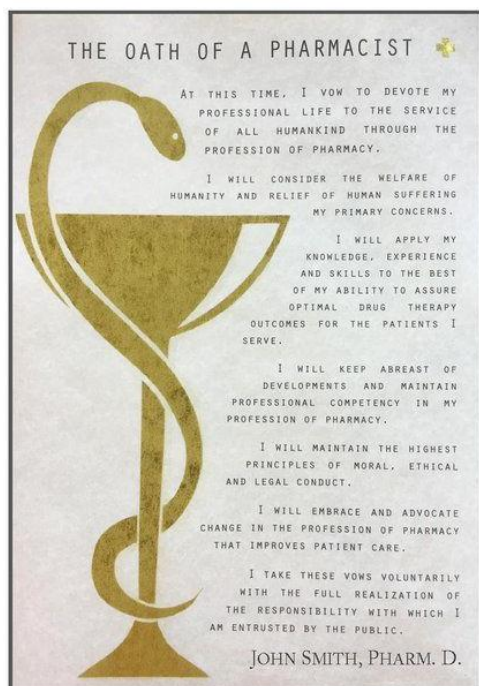 THE OATH OF A PHARMACIST
AT THIS TIME, I VOW TO DEVOTE MY
PROFESSIONAL LIFE TO THE SERVICE
OF ALL HUMANKIND THROUGH THE
PROFESSION OF PHARMACY.
I WILL CONSIDER THE WELFARE OF
HUMANITY AND RELIEF OF HUMAN SUFFERING
MY PRIMARY CONCERNS.
I WILL APPLY MY
KNOWLEDGE, EXPERIENCE
AND SKILLS TO THE BEST
OF MY ABILITY TO ASSURE
OPTIMAL DRUG THERAPY
OUTCOMES FOR THE PATIENTS I
SERVE.
I WILL KEEP ABREAST OF
DEVELOPMENTS AND MAINTAIN
PROFESSIONAL COMPETENCY IN MY
PROFESSION OF PHARMACY.
I WILL MAINTAIN THE HIGHEST
PRINCIPLES OF MORAL, ETHICAL
AND LEGAL CONDUCT.
I WILL EMBRACE AND ADVOCATE
CHANGE IN THE PROFESSION OF PHARMACY
THAT IMPROVES PATIENT CARE.
I TAKE THESE VOWS VOLUNTARILY
WITH THE FULL REALIZATION OF
THE RESPONSIBILITY WITH WHICH I
AM ENTRUSTED BY THE PUBLIC.
JOHN SMITH, PHARM. D.